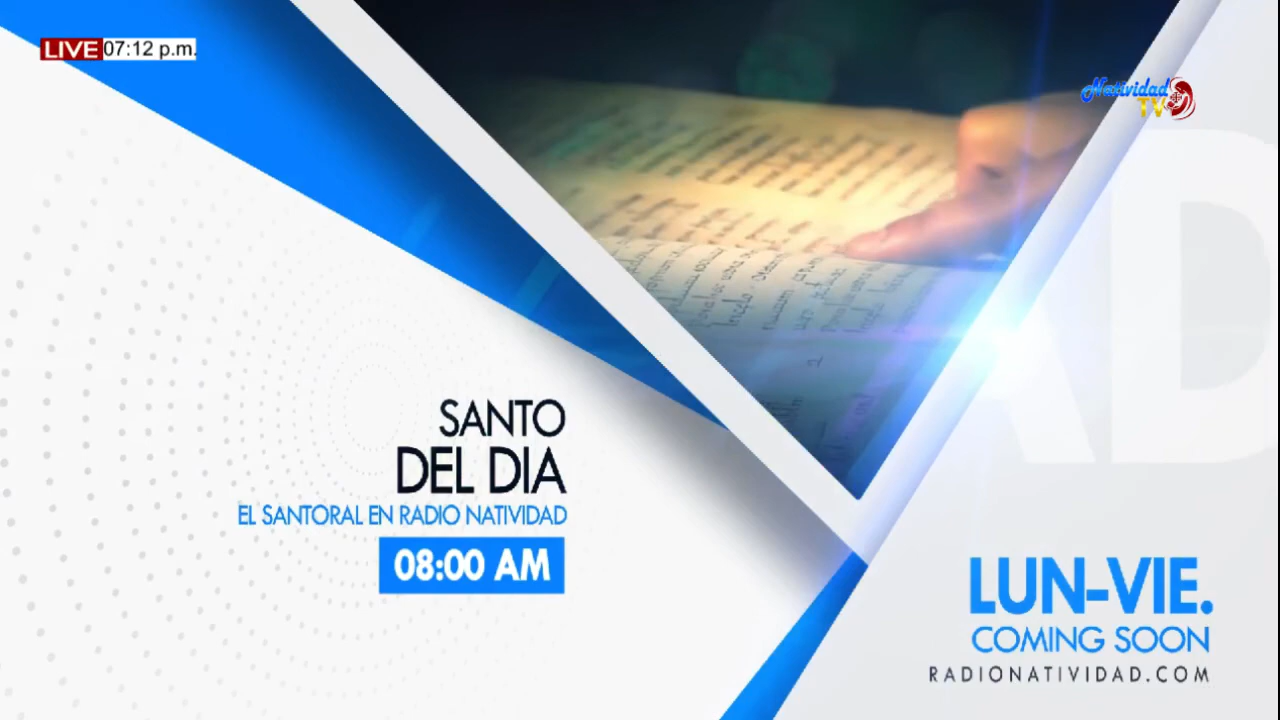 LIVE 07:12 p.m.
Natividad
TV
SANTO
DEL DIA
EL SANTORAL EN RADIO NATIVIDAD
08:00 AM
LUN-VIE.
COMING SOON
RADIONATIVIDAD.COM